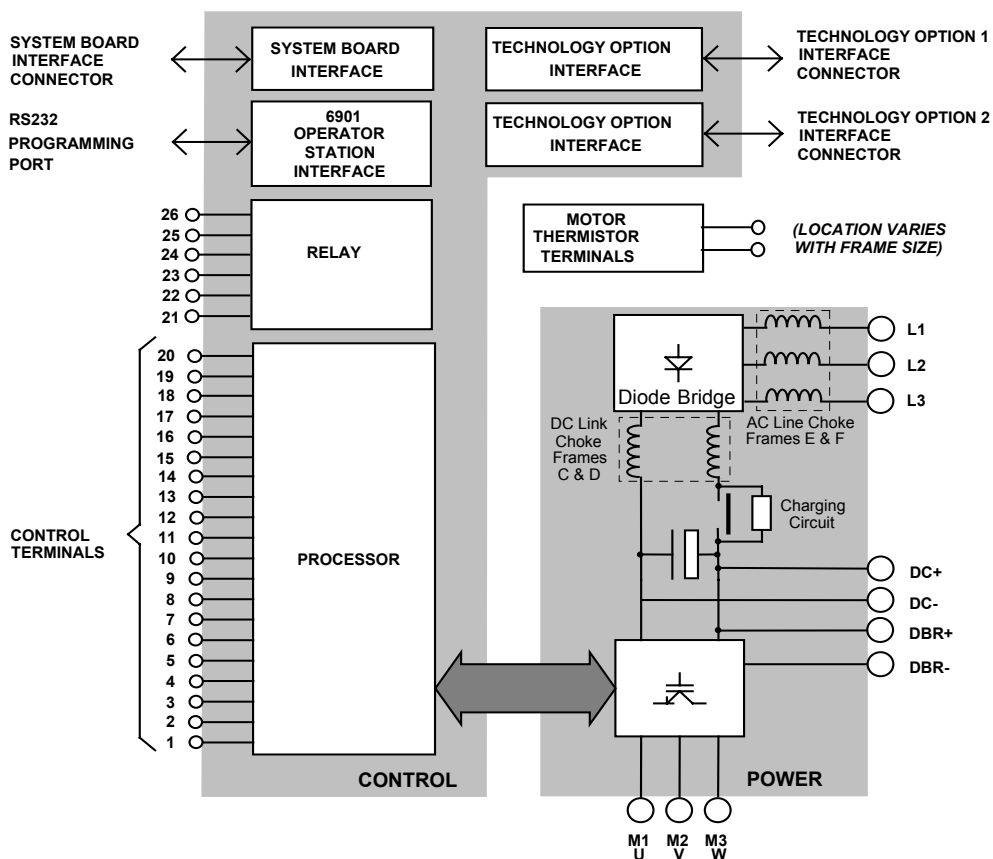 SYSTEM BOARD
INTERFACE
CONNECTOR
SYSTEM BOARD
INTERFACE
TECHNOLOGY OPTION
INTERFACE
TECHNOLOGY OPTION 1
INTERFACE
CONNECTOR
RS232
PROGRAMMING
PORT
6901
OPERATOR
STATION
INTERFACE
TECHNOLOGY OPTION
INTERFACE
TECHNOLOGY OPTION 2
INTERFACE
CONNECTOR
26
25
24
23
22
21
RELAY
MOTOR
THERMISTOR
TERMINALS
(LOCATION VARIES
WITH FRAME SIZE)
CONTROL
TERMINALS
20
19
18
17
16
15
14
13
12
11
10
9
8
7
6
5
4
3
2
1
PROCESSOR
CONTROL
Diode Bridge
L1
L2
L3
DC Link
Choke
Frames
C & D
AC Line Choke
Frames E & F
Charging
Circuit
DC+
DC-
DBR+
DBR-
POWER
M1 M2 M3
U V W